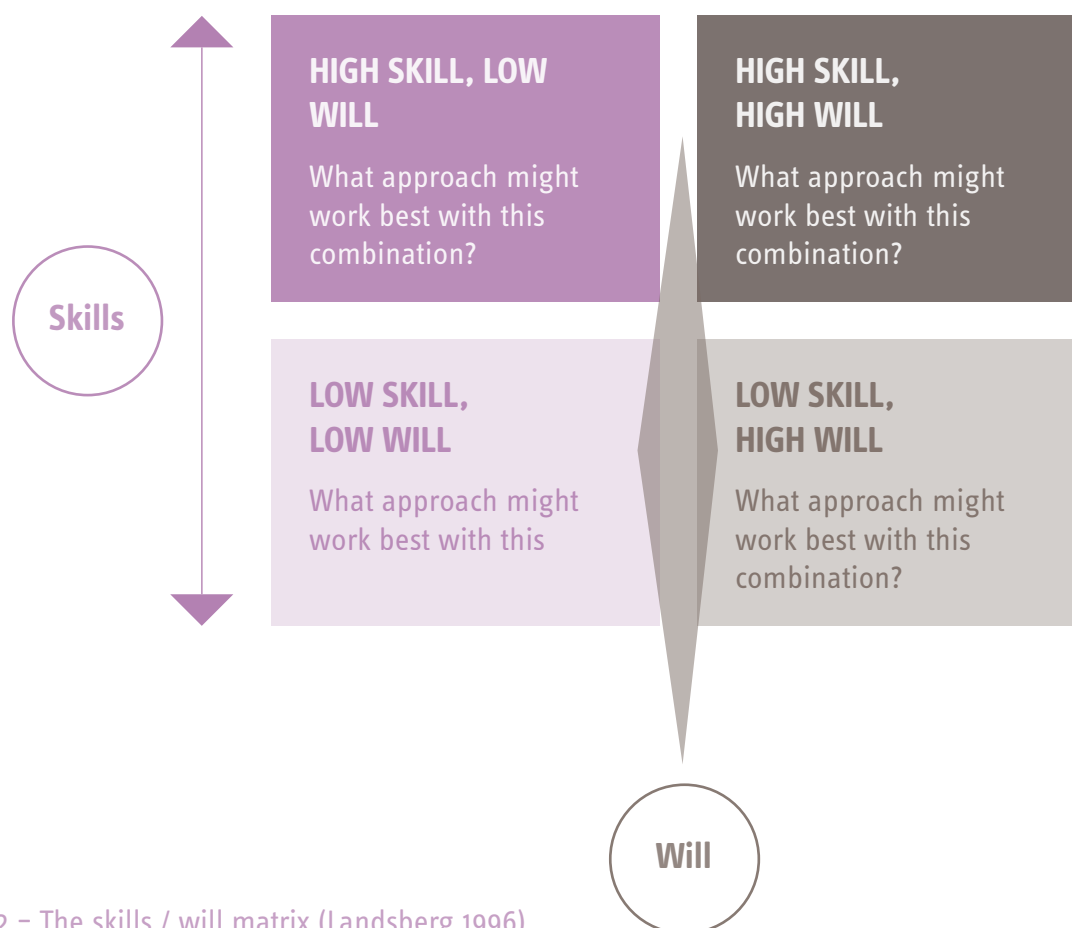 HIGH SKILL, LOW
WILL
What approach might
work best with this
combination?
HIGH SKILL,
HIGH WILL
What approach might
work best with this
combination?
Skills
LOW SKILL,
LOW WILL
What approach might
work best with this
LOW SKILL,
HIGH WILL
What approach might
work best with this
combination?
Will
2 – The skills / will matrix (Landsberg 1996)